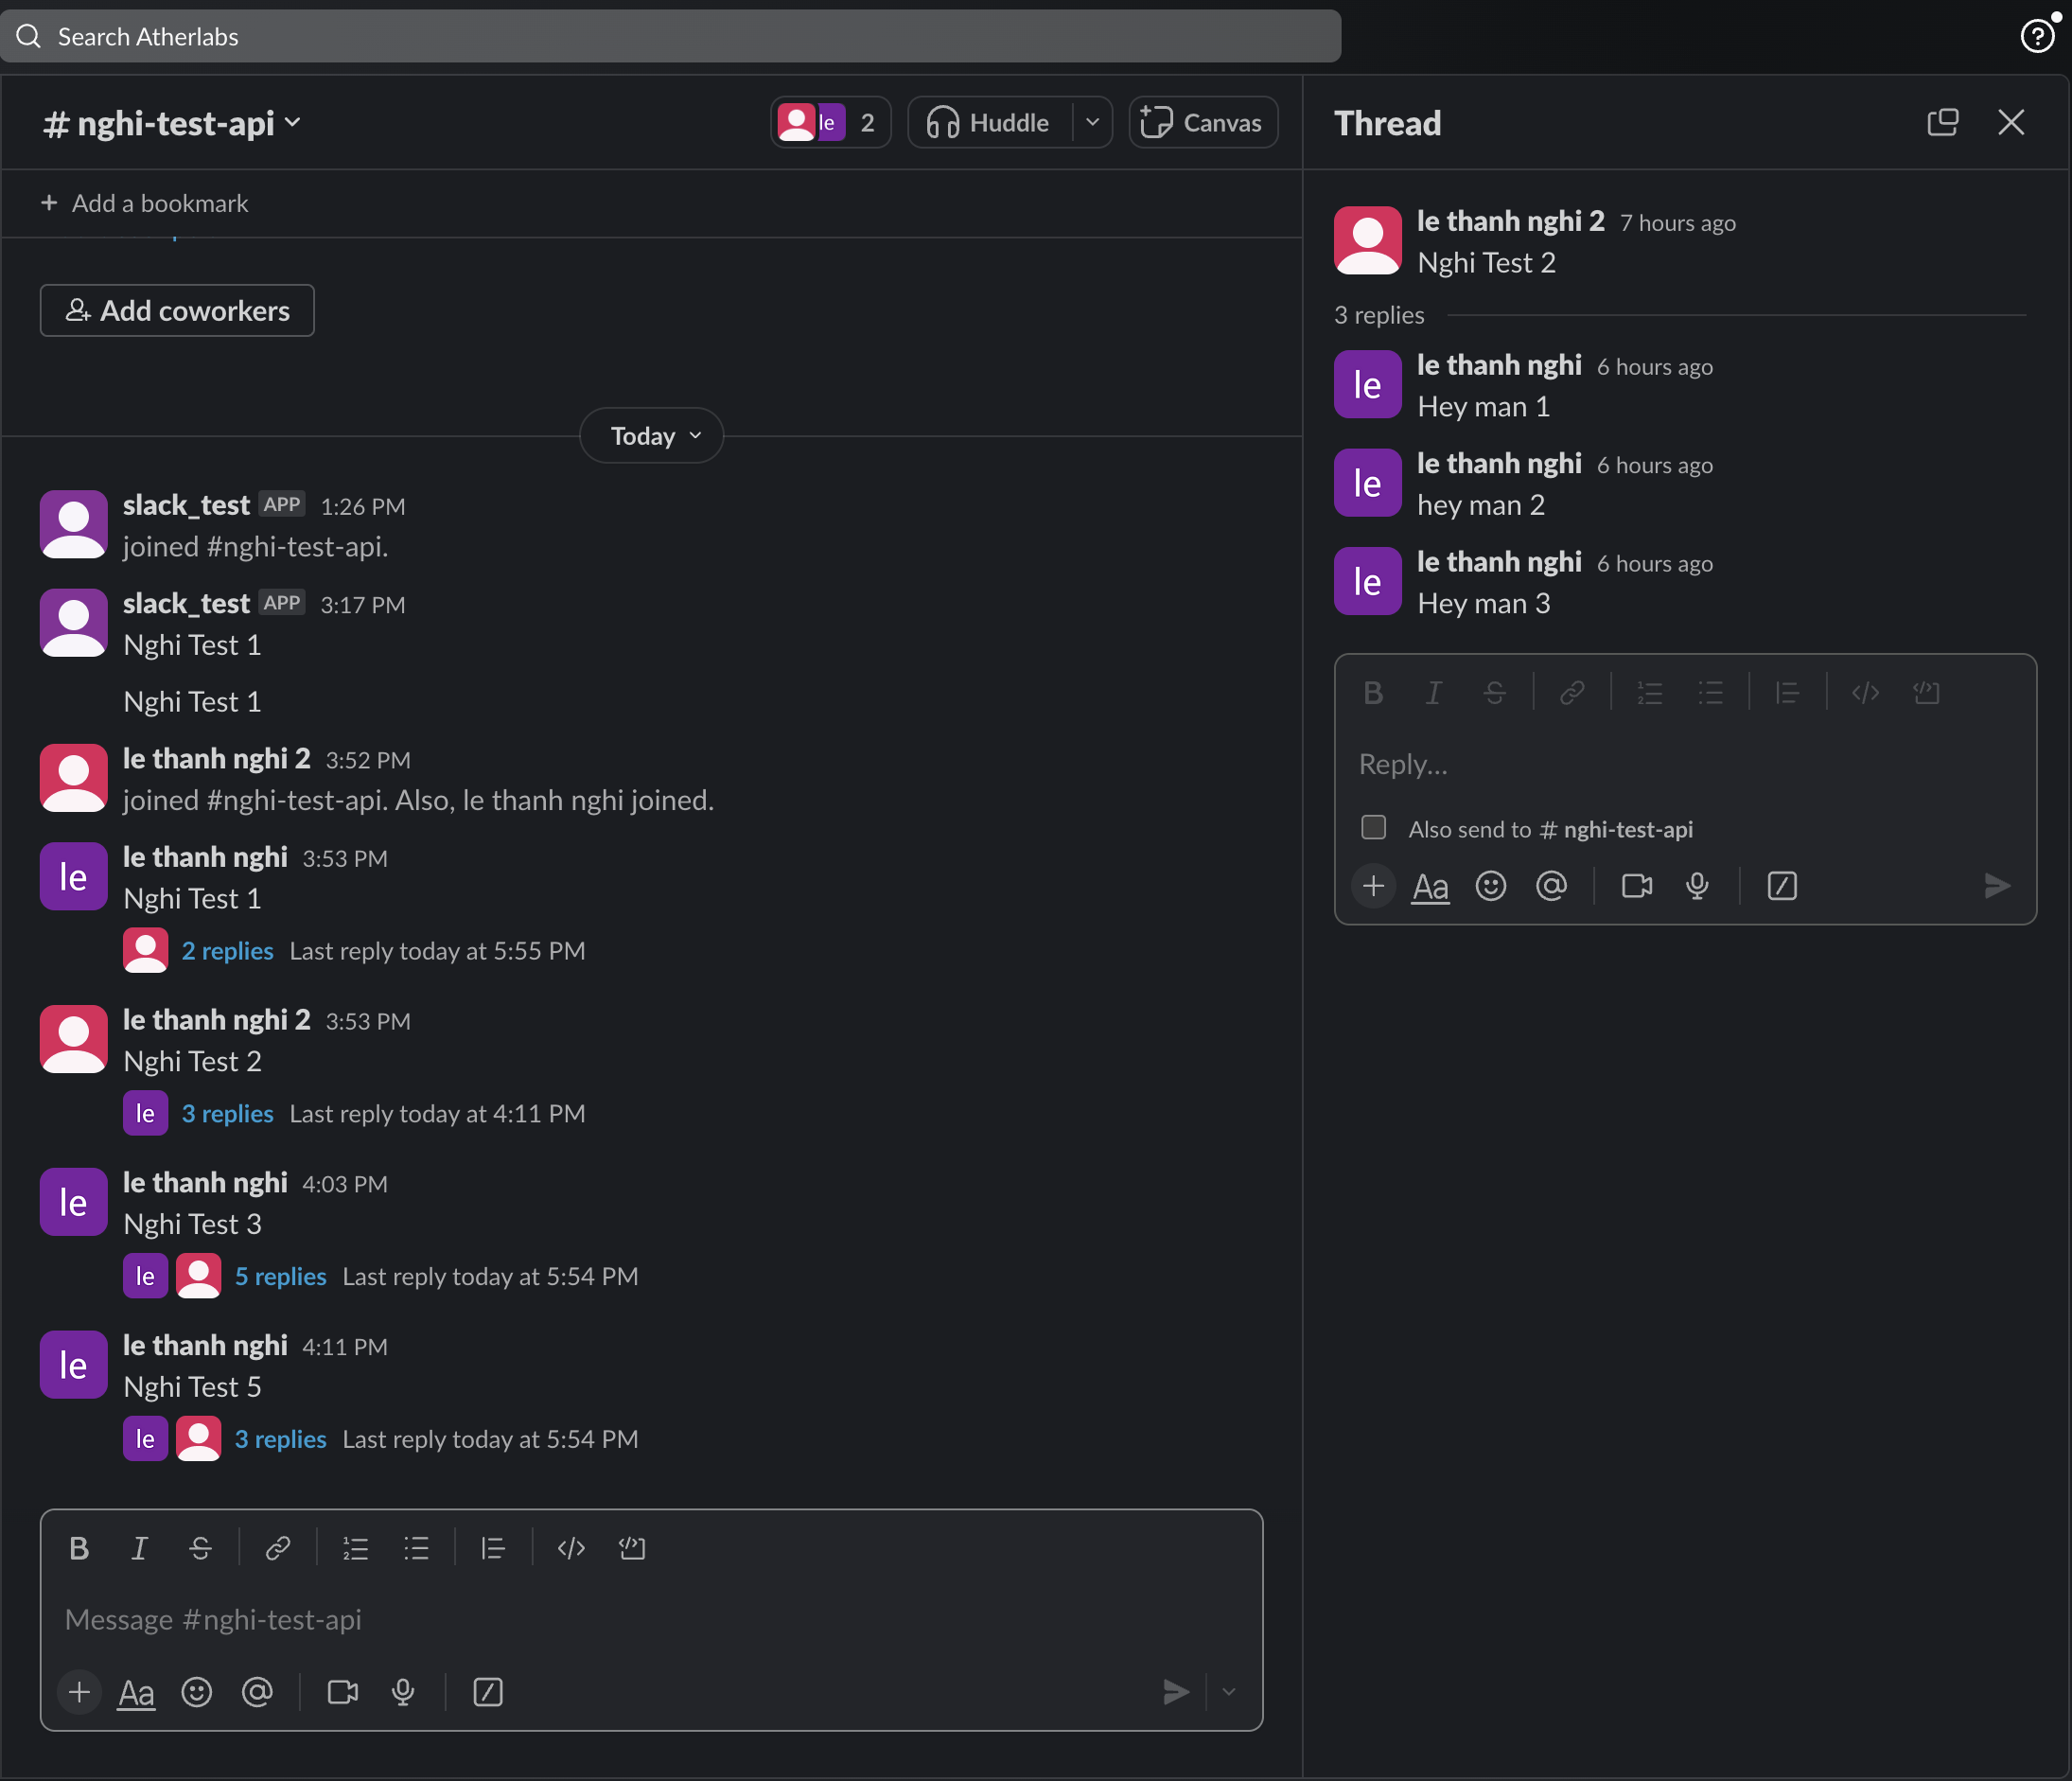 Search Atherlabs
# nghi-test-api
le 2
Huddle
Canvas
Add a bookmark
Add coworkers
Today
slack_test APP 1:26 PM
joined #nghi-test-api.
slack_test APP 3:17 PM
Nghi Test 1
Nghi Test 1
le thanh nghi 2 3:52 PM
joined #nghi-test-api. Also, le thanh nghi joined.
le
le thanh nghi 3:53 PM
Nghi Test 1
2 replies Last reply today at 5:55 PM
le thanh nghi 2 3:53 PM
Nghi Test 2
le 3 replies Last reply today at 4:11 PM
le
le thanh nghi 4:03 PM
Nghi Test 3
le 5 replies Last reply today at 5:54 PM
le
le thanh nghi 4:11 PM
Nghi Test 5
le 3 replies Last reply today at 5:54 PM
Message #nghi-test-api
Aa
Thread
le thanh nghi 2 7 hours ago
Nghi Test 2
3 replies
le
le thanh nghi 6 hours ago
Hey man 1
le
le thanh nghi 6 hours ago
hey man 2
le
le thanh nghi 6 hours ago
Hey man 3
Reply...
Also send to # nghi-test-api
Aa